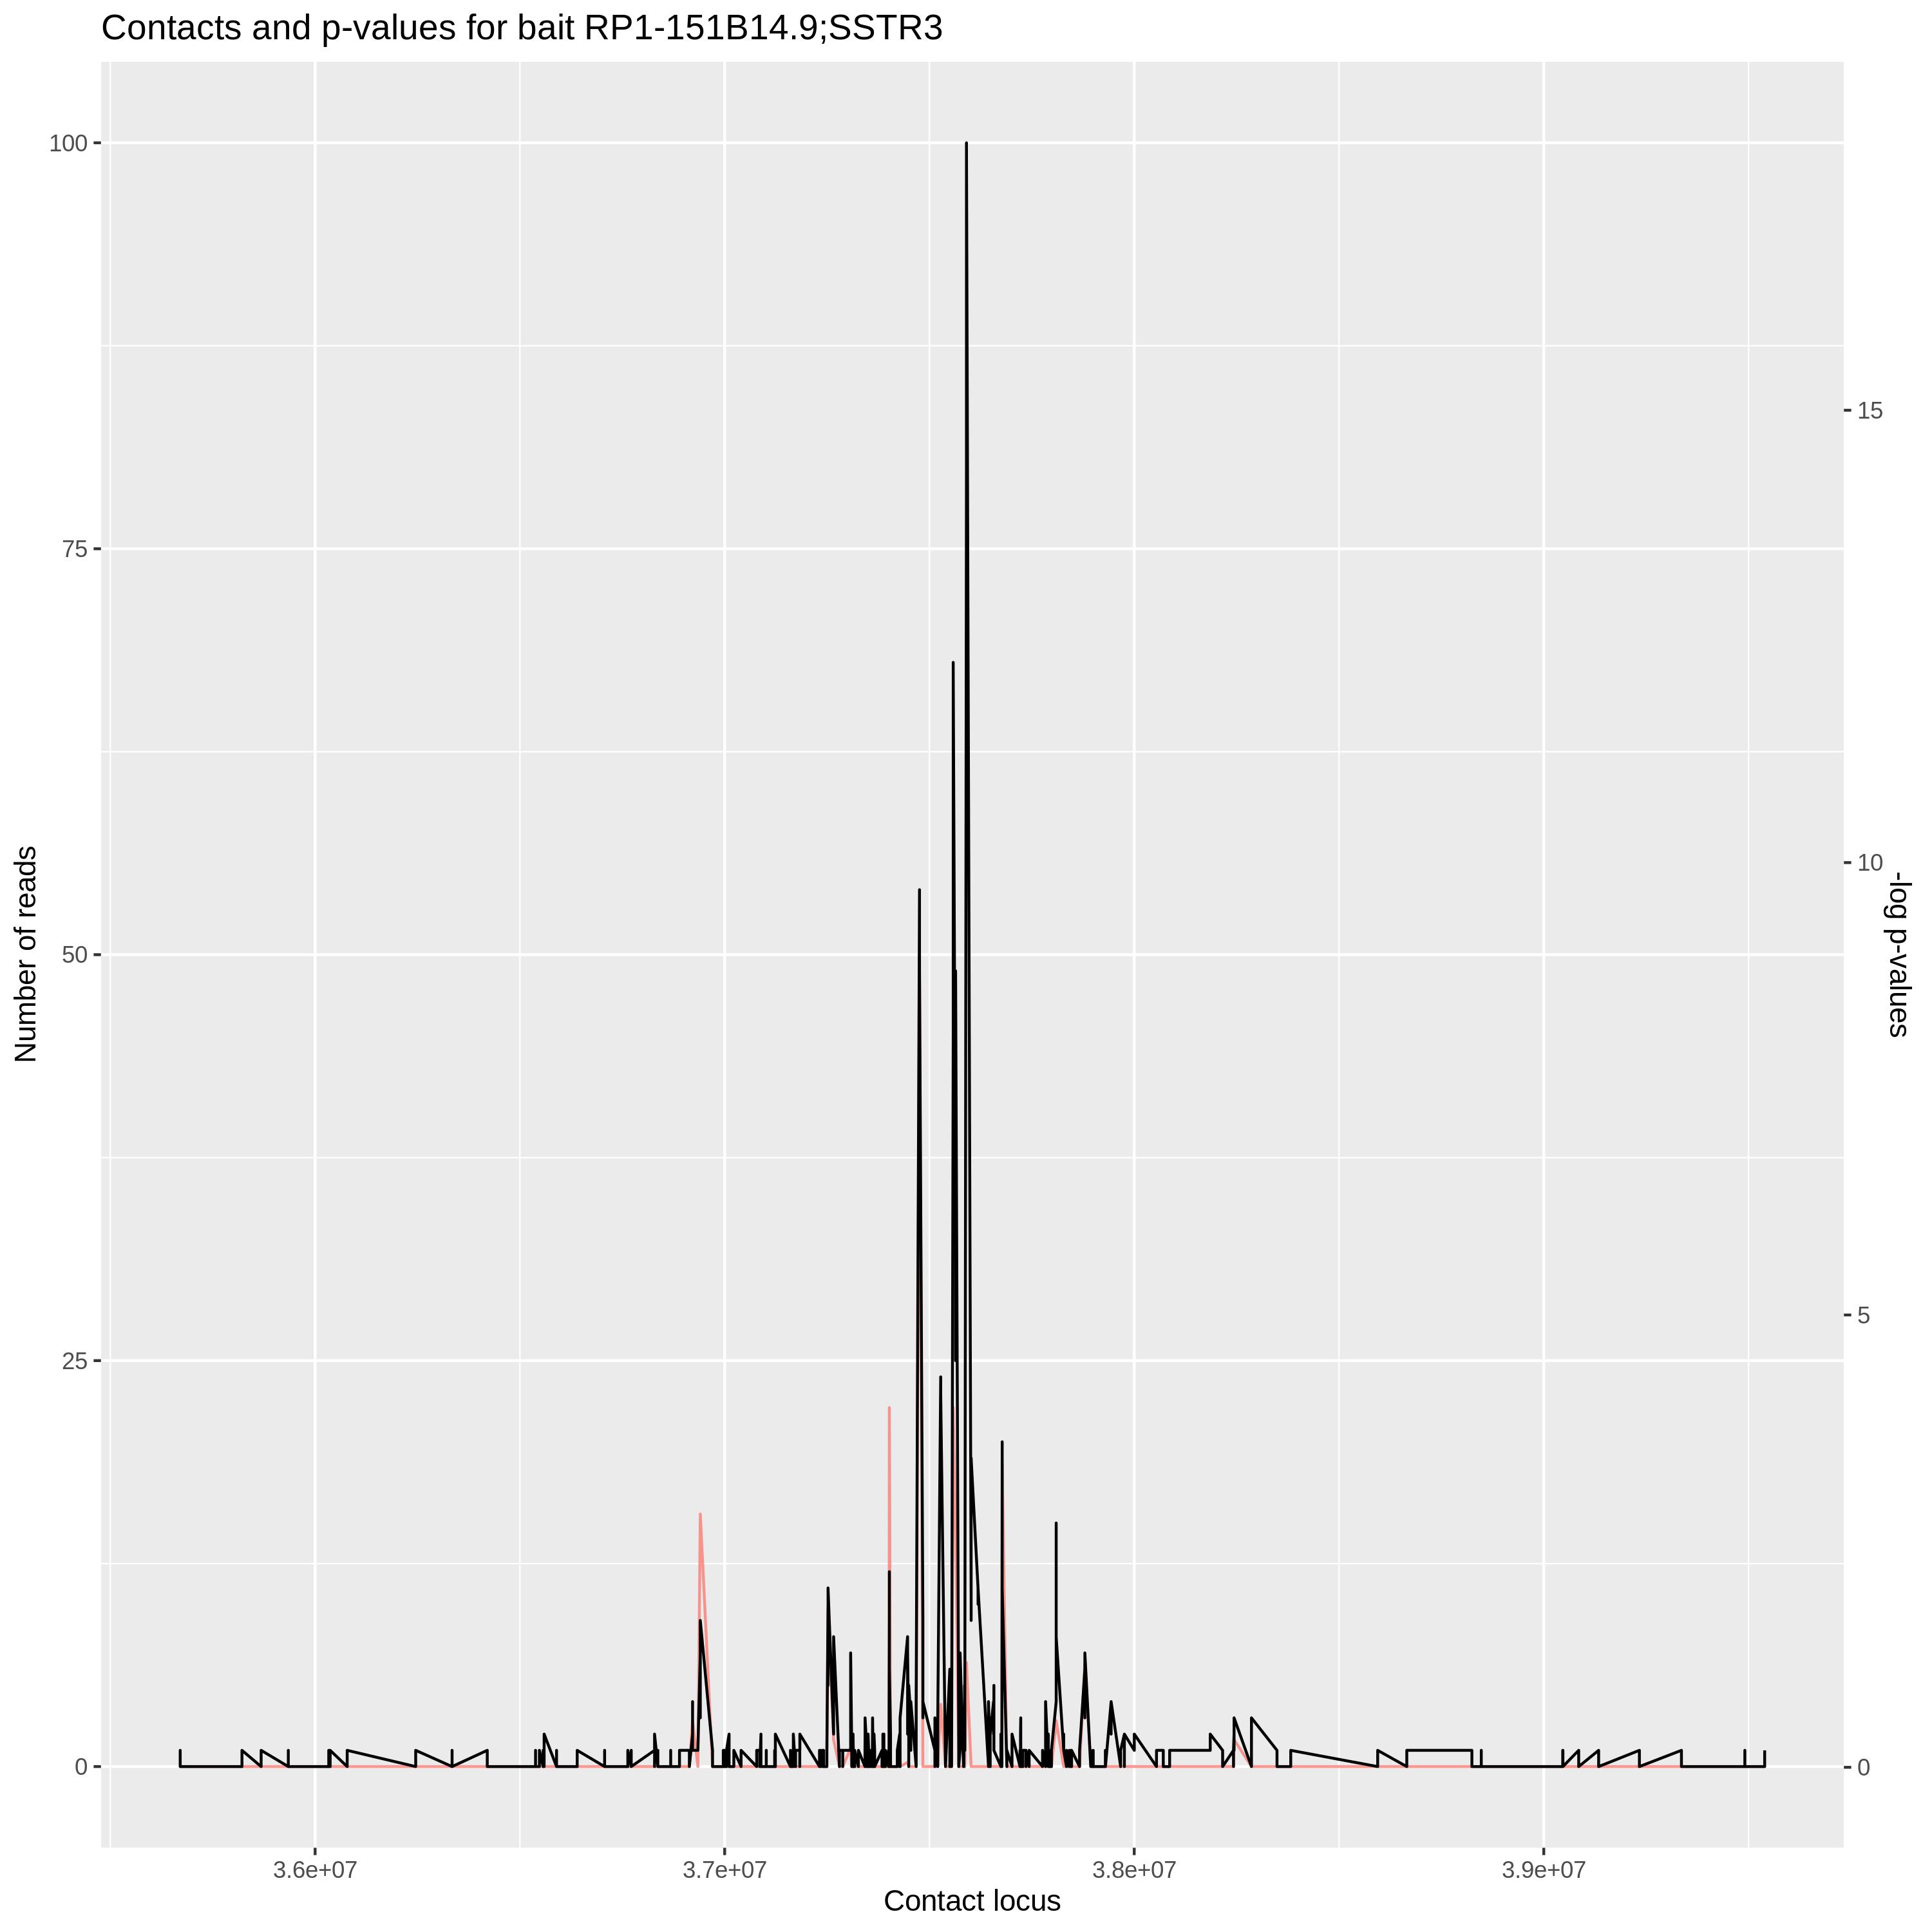 Contacts and p-values for bait RP1-151B14.9;SSTR3
100
75
50
25
0
Number of reads
15
10
5
0
-log p-values
3.6e+07
3.7e+07
3.8e+07
3.9e+07
Contact locus